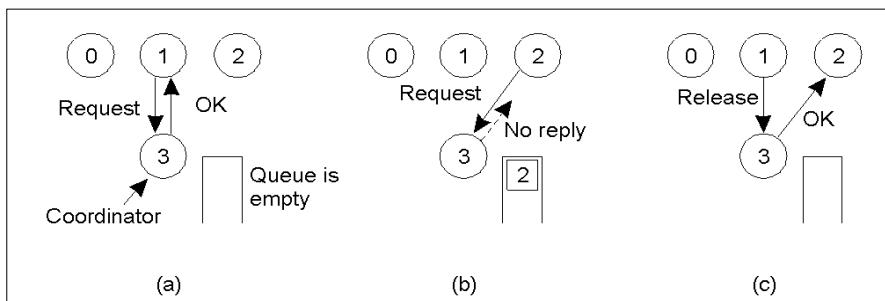 0 1 2
Request
OK
3
Queue is
empty
Coordinator
(a)
0 1 2
Request
No reply
3
2
(b)
0 1 2
Release
OK
3
(c)